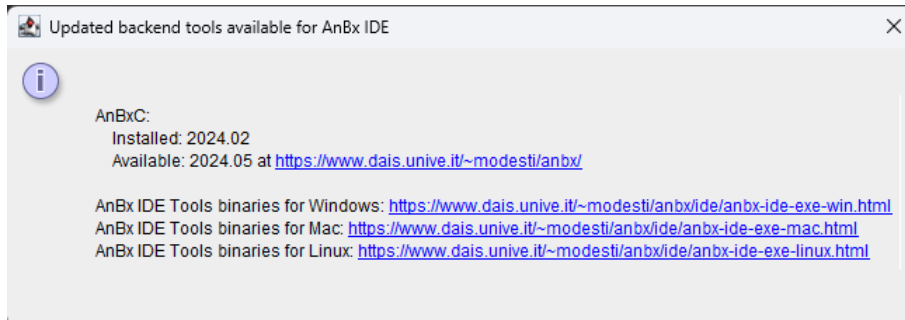 Updated backend tools available for AnBx IDE
AnBxC:
Installed: 2024.02
Available: 2024.05 at https://www.dais.unive.it/~modesti/anbx/
AnBx IDE Tools binaries for Windows: https://www.dais.unive.it/~modesti/anbx/ide/anbx-ide-exe-win.html
AnBx IDE Tools binaries for Mac: https://www.dais.unive.it/~modesti/anbx/ide/anbx-ide-exe-mac.html
AnBx IDE Tools binaries for Linux: https://www.dais.unive.it/~modesti/anbx/ide/anbx-ide-exe-linux.html